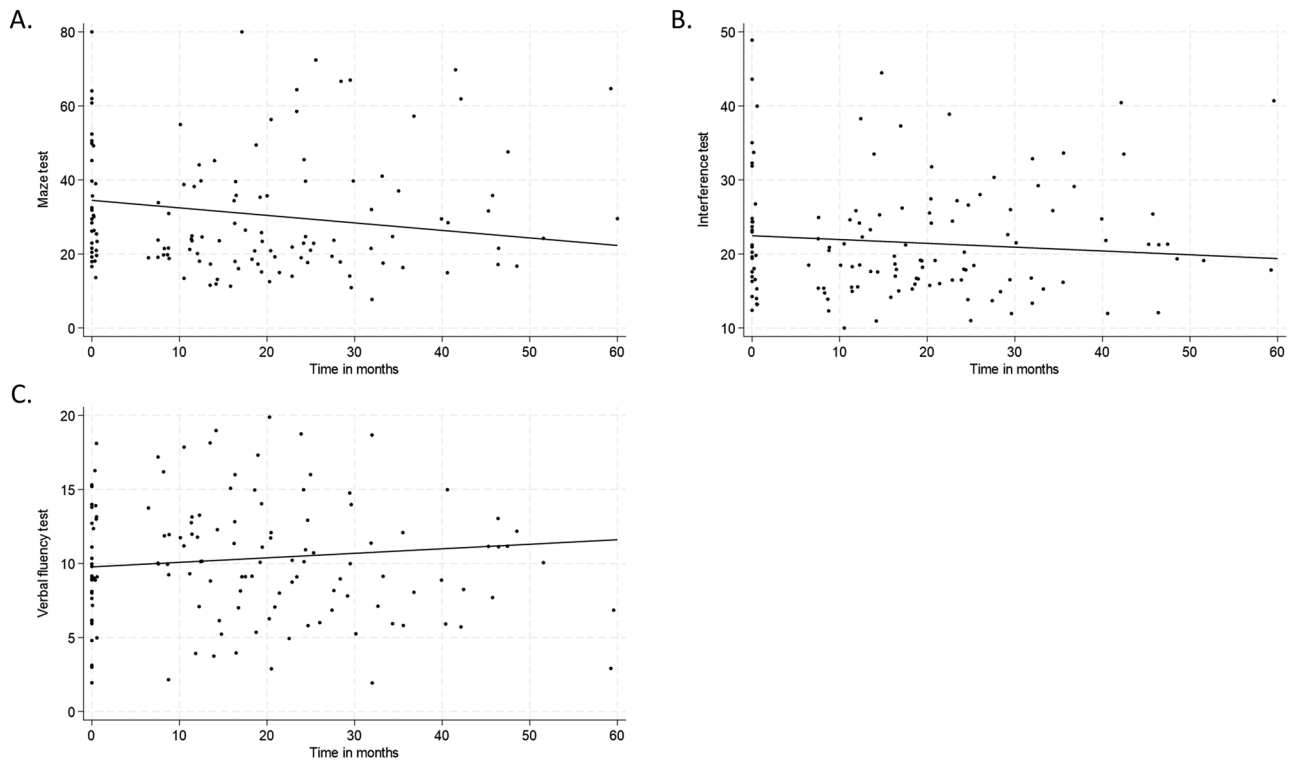 A.
80
60
40
20
0
Maze test
0 10 20 30 40 50 60
Time in months
B.
50
40
30
20
10
Interference test
0 10 20 30 40 50 60
Time in months
C.
20
15
10
5
0
Verbal fluency test
0 10 20 30 40 50 60
Time in months